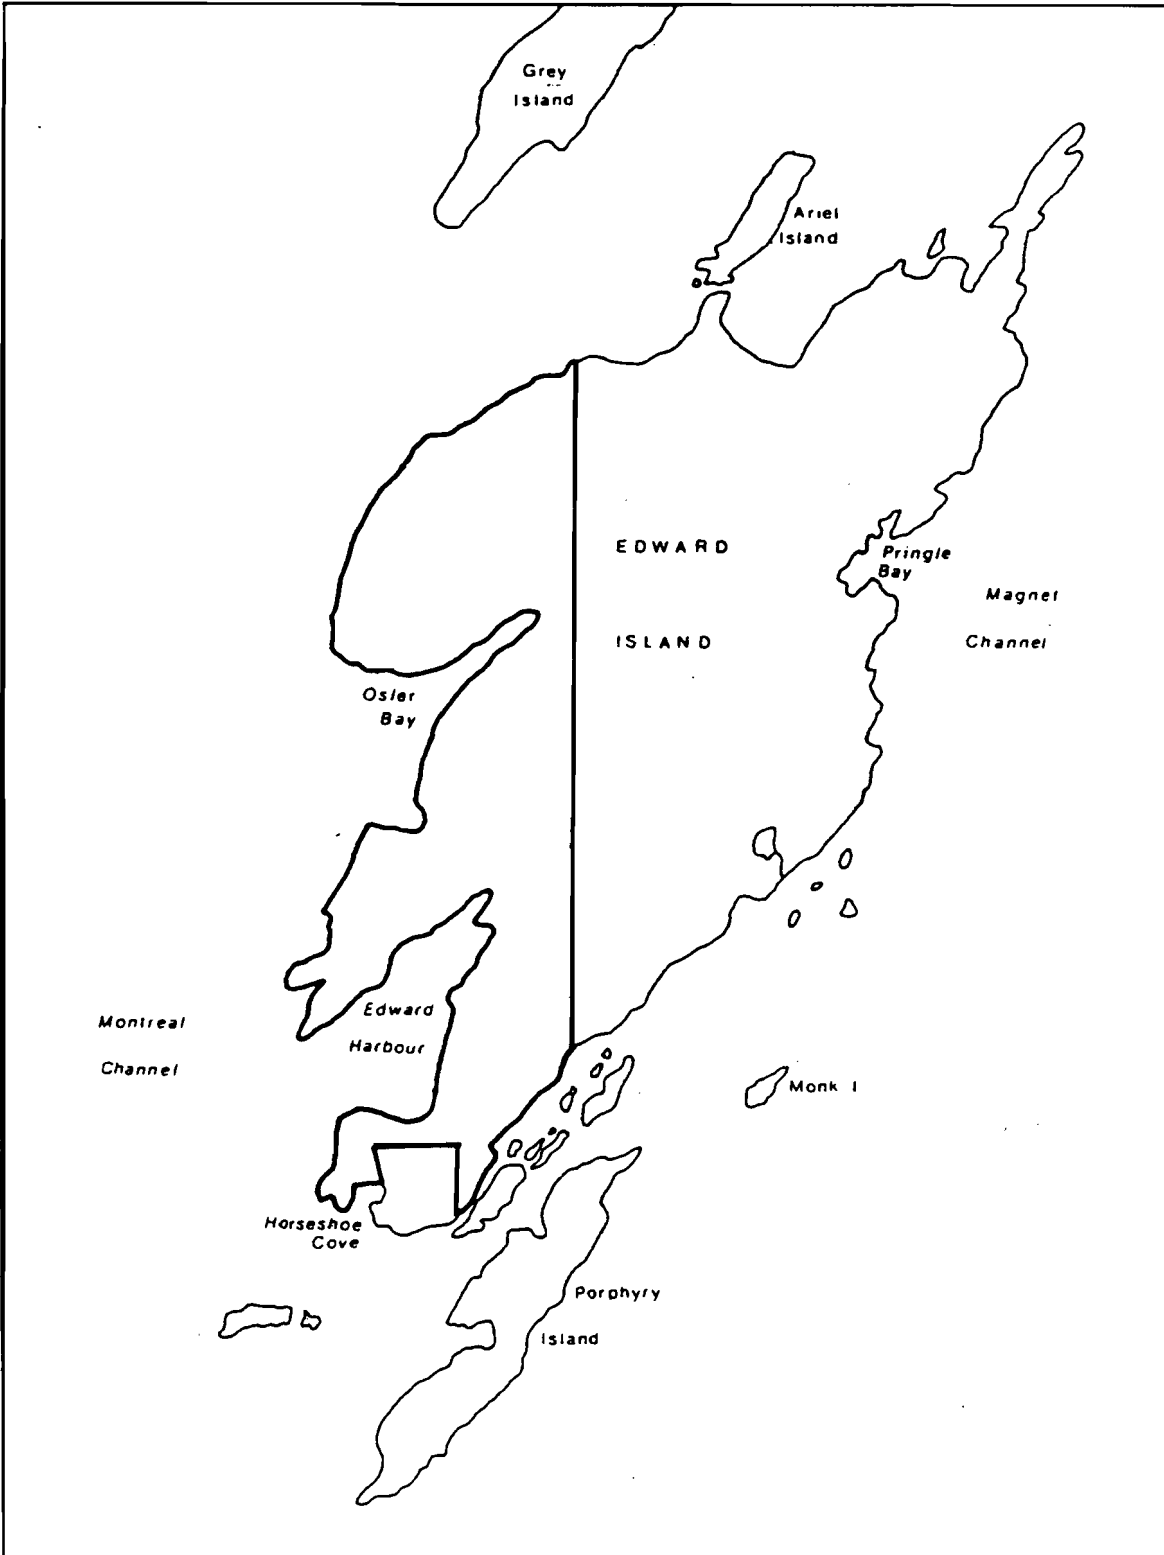 Grey
Island
Ariel
Island
EDWARD
ISLAND
Pringle
Bay
Magnet
Channel
Osler
Bay
Montreal
Channel
Edward
Harbour
Monk I
Horseshoe
Cove
Porphyry
Island